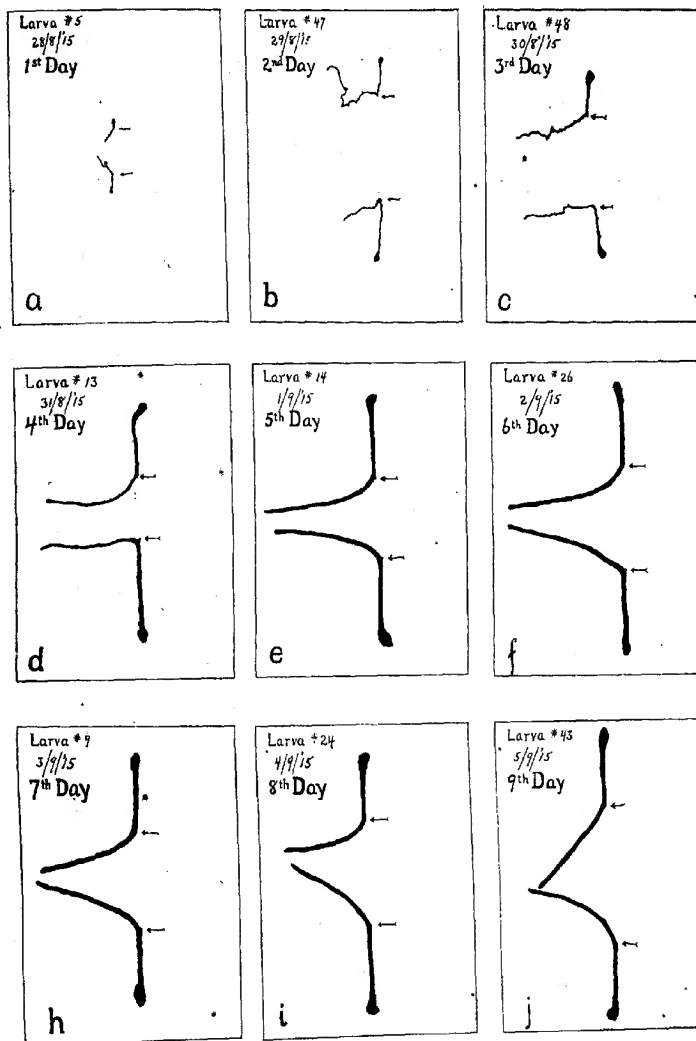 Larva #5
28/8/'15
1st Day
a
Larva #47
29/8/'15
2nd Day
b
Larva #48
30/8/'15
3rd Day
c
Larva #13
31/8/'15
4th Day
d
Larva #14
1/9/'15
5th Day
e
Larva #26
2/9/'15
6th Day
f
Larva #9
3/9/'15
7th Day
h
Larva #24
4/9/'15
8th Day
i
Larva #43
5/9/'15
9th Day
j